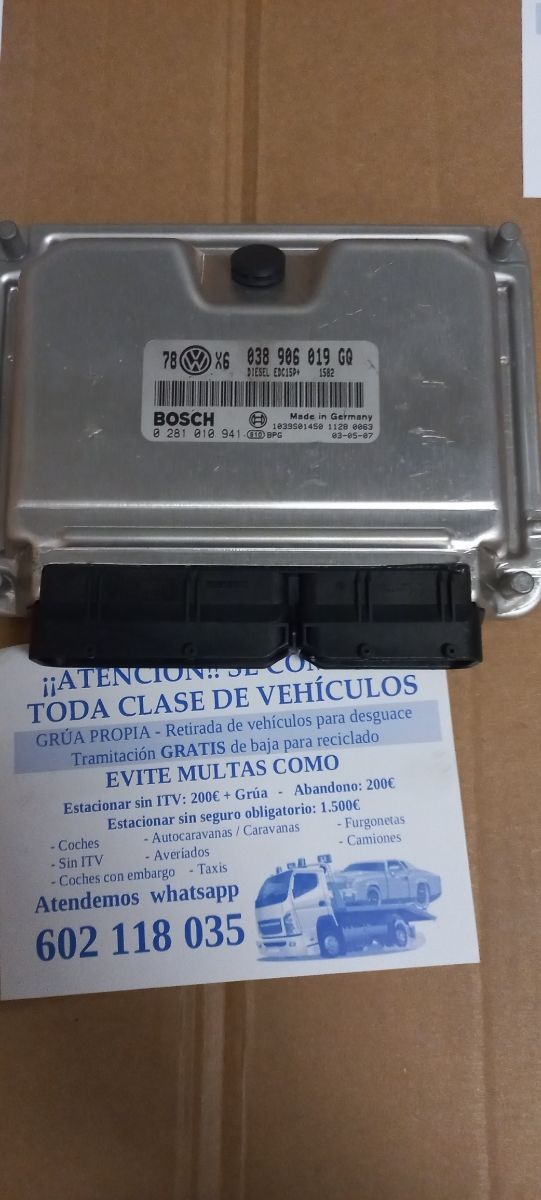 78 X6 038 906 019 GQ
DIESEL EDC15P+ 1582
BOSCH Made in Germany
1039S01450 1128 0063
0 281 010 941 BPG 03-05-07
¡¡ATENCIÓN!! SE
TODA CLASE DE VEHÍCULOS
GRÚA PROPIA - Retirada de vehículos para desguace
Tramitación GRATIS de baja para reciclado
EVITE MULTAS COMO
Estacionar sin ITV: 200€ + Grúa - Abandono: 200€
Estacionar sin seguro obligatorio: 1.500€
- Coches - Autocaravanas / Caravanas - Furgonetas
- Sin ITV - Averíados - Camiones
- Coches con embargo - Taxis
Atendemos whatsapp
602 118 035